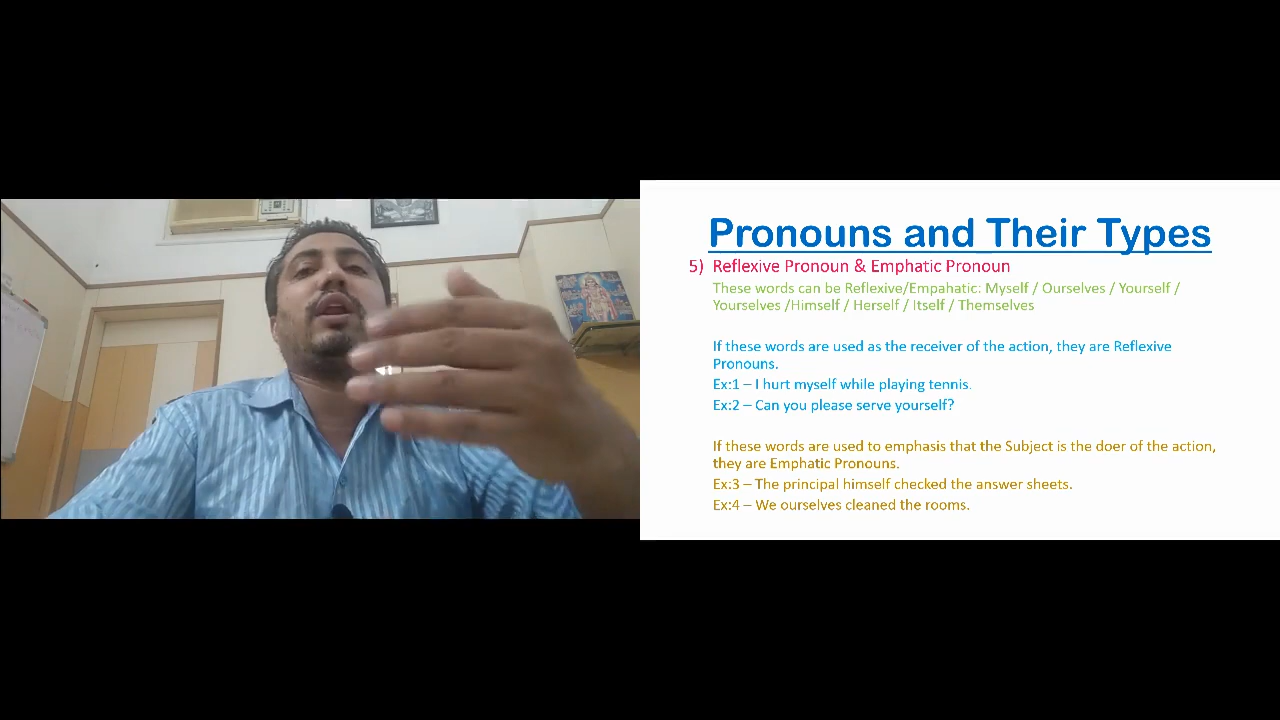 Pronouns and Their Types
5) Reflexive Pronoun & Emphatic Pronoun
These words can be Reflexive/Empahatic: Myself / Ourselves / Yourself /
Yourselves /Himself / Herself / Itself / Themselves
If these words are used as the receiver of the action, they are Reflexive
Pronouns.
Ex:1 – I hurt myself while playing tennis.
Ex:2 – Can you please serve yourself?
If these words are used to emphasis that the Subject is the doer of the action,
they are Emphatic Pronouns.
Ex:3 – The principal himself checked the answer sheets.
Ex:4 – We ourselves cleaned the rooms.